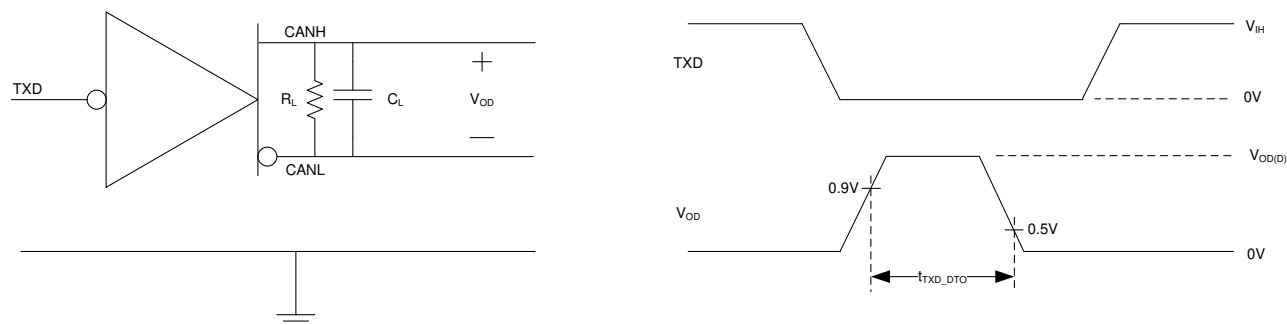 TXD
CANH
R_L
C_L
+
V_OD
—
CANL
TXD
V_IH
0V
V_OD
0.9V
V_OD(D)
0.5V
0V
t_TXD_DTO